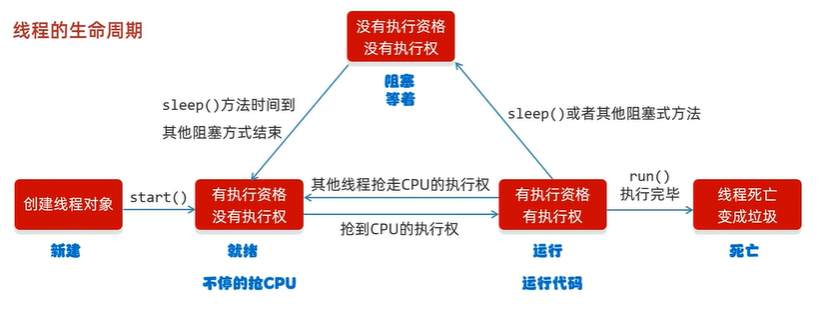 线程的生命周期
没有执行资格
没有执行权
阻塞
等着
sleep()方法时间到
其他阻塞方式结束
sleep()或者其他阻塞式方法
创建线程对象
start()
有执行资格
没有执行权
其他线程抢走CPU的执行权
抢到CPU的执行权
有执行资格
有执行权
run()
执行完毕
线程死亡
变成垃圾
新建
就绪
运行
死亡
不停的抢CPU
运行代码